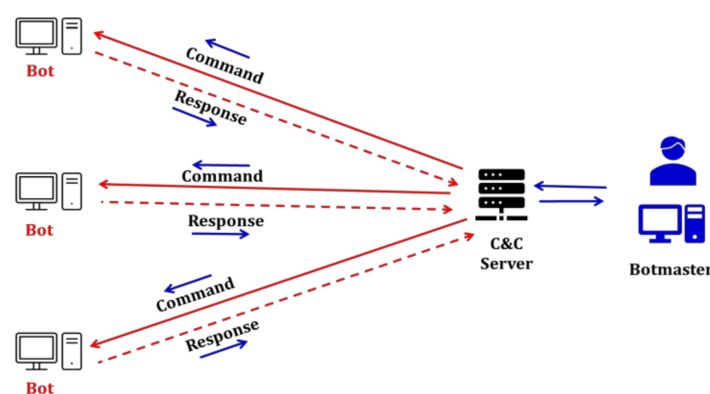 Command
Bot
Response
Command
Bot
Response
C&C
Server
Botmaster
Command
Response
Bot